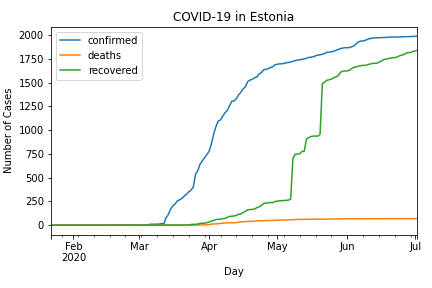 COVID-19 in Estonia
confirmed
deaths
recovered
2000
1750
1500
1250
1000
750
500
250
0
Number of Cases
Feb
2020
Mar
Apr
May
Jun
Jul
Day